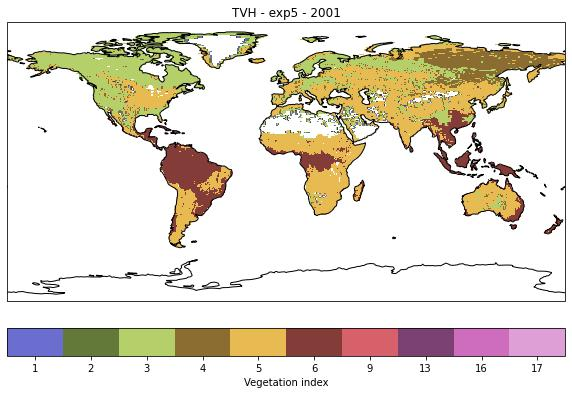 TVH - exp5 - 2001
1 2 3 4 5 6 9 13 16 17
Vegetation index